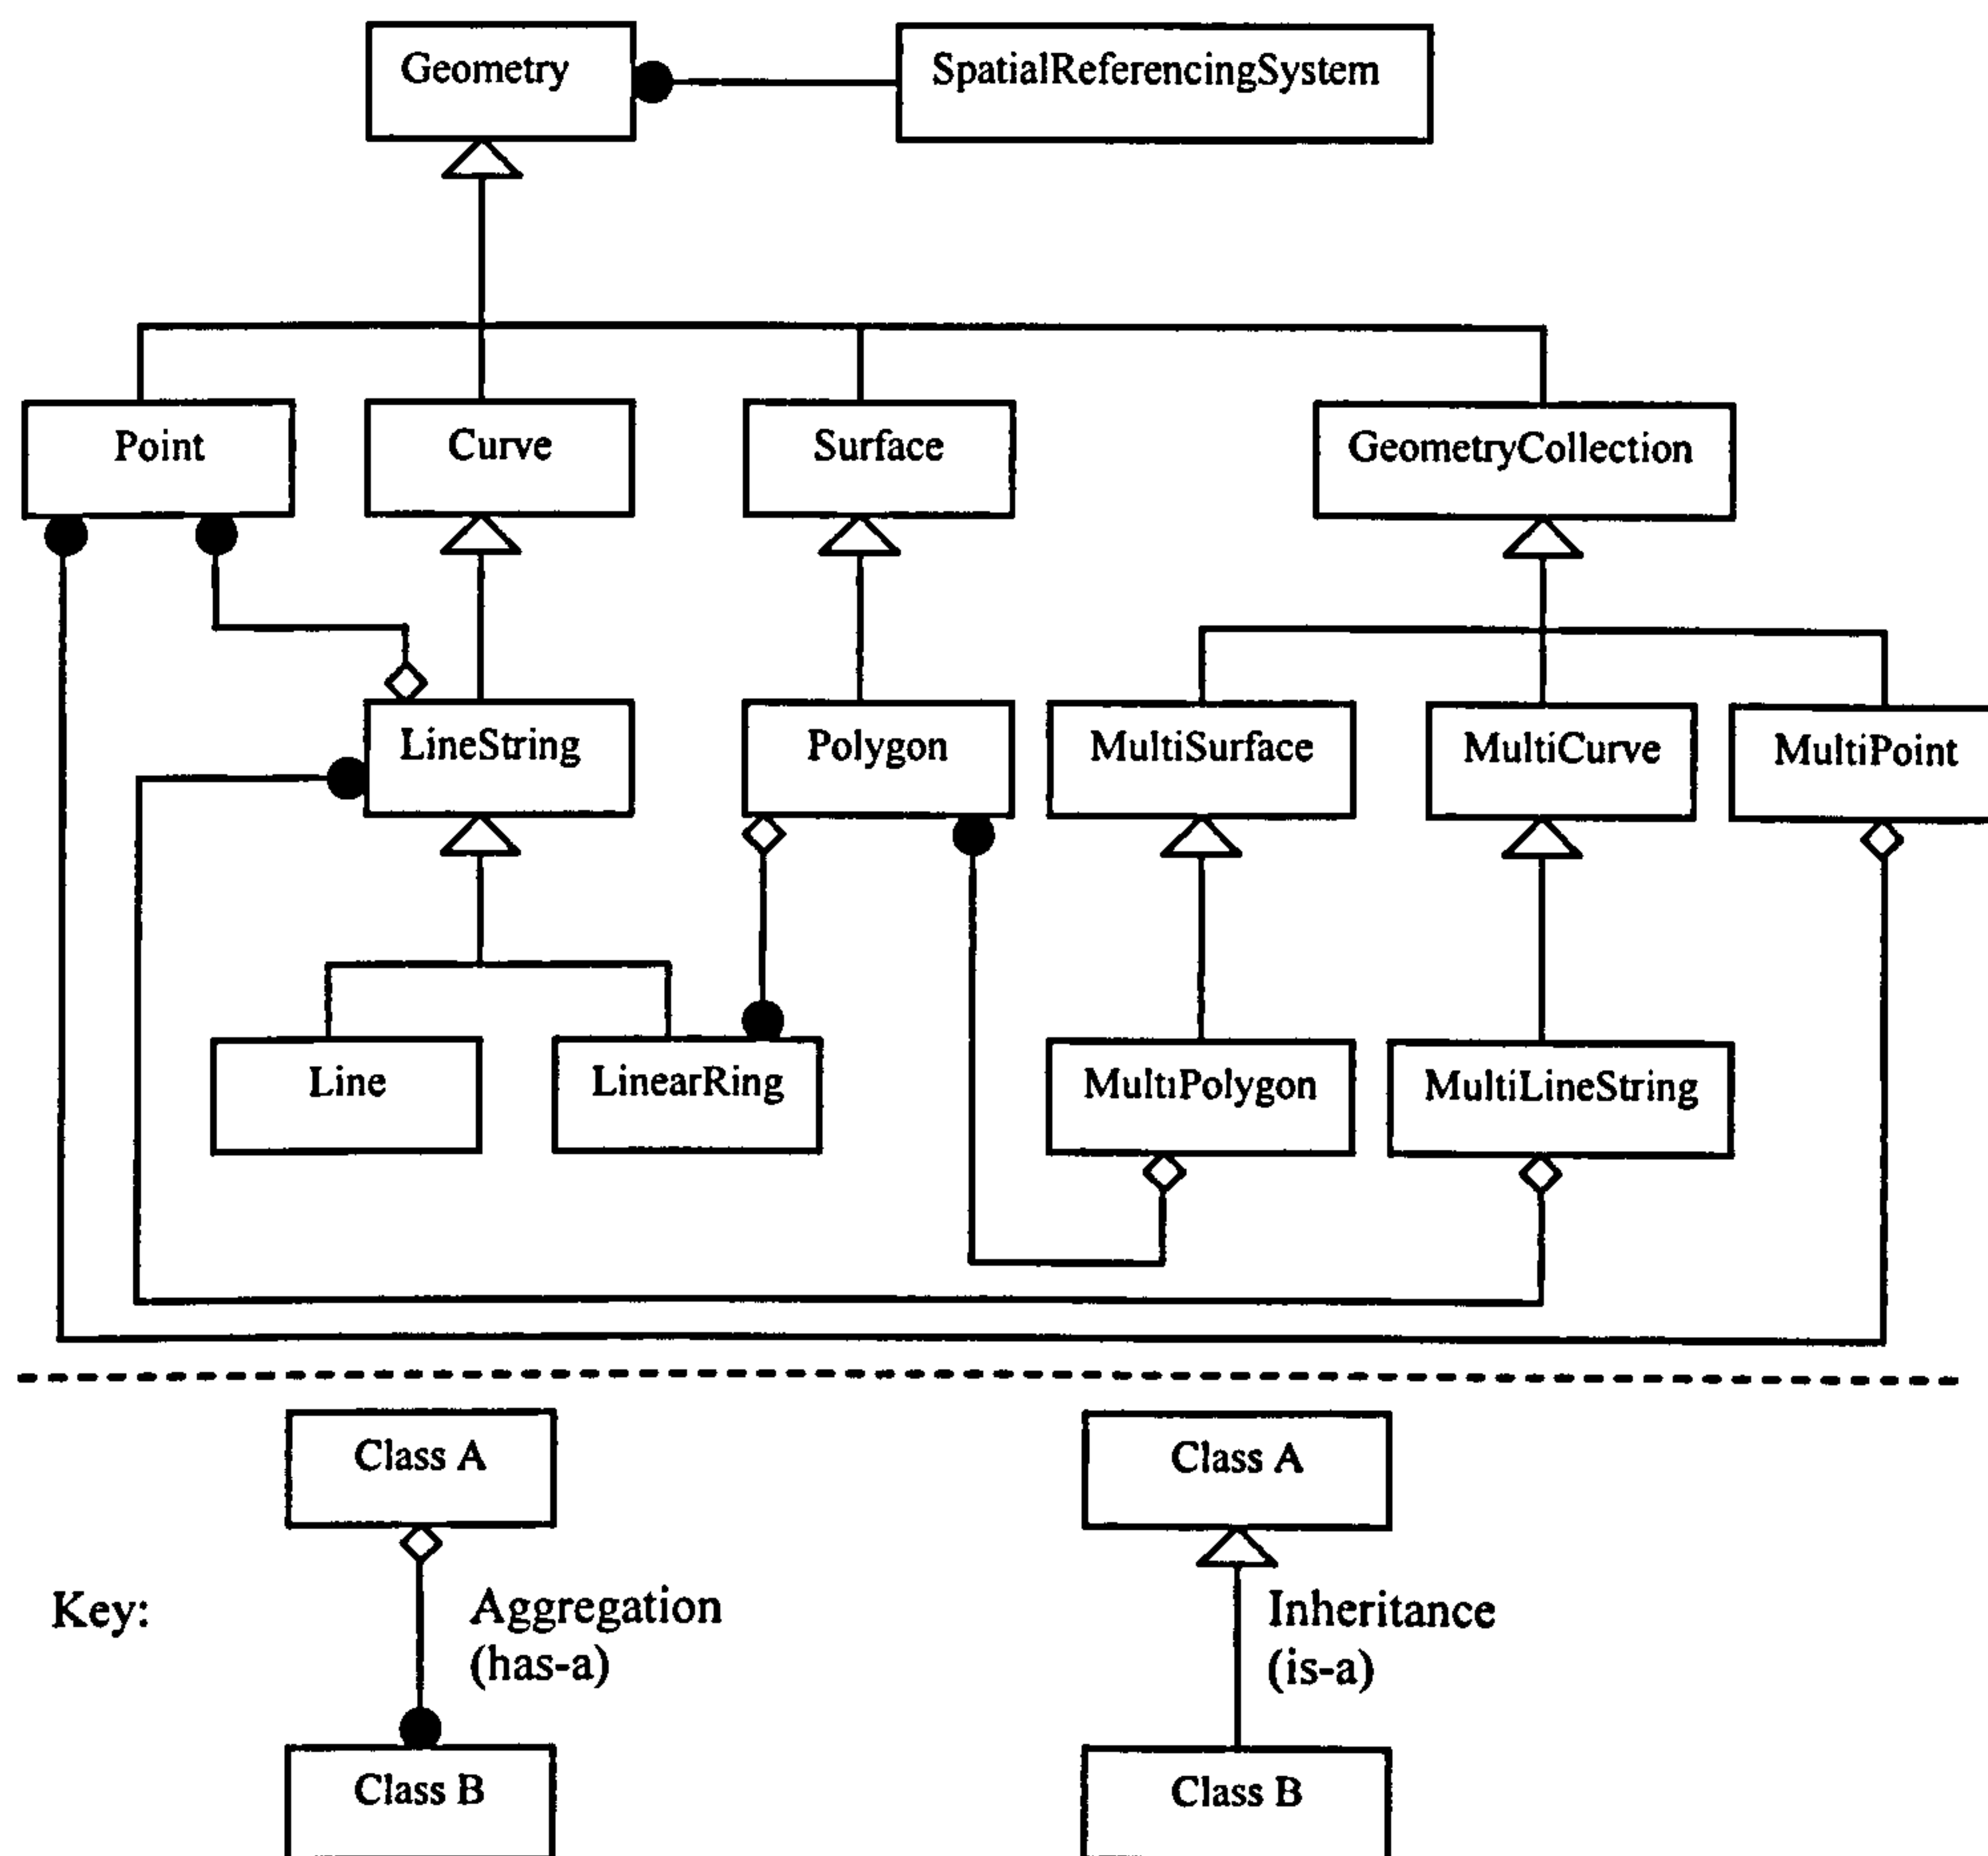 Geometry
SpatialReferencingSystem
Point
Curve
Surface
GeometryCollection
LineString
Polygon
MultiSurface
MultiCurve
MultiPoint
Line
LinearRing
MultiPolygon
MultiLineString
Class A
Class A
Key:
Aggregation
(has-a)
Inheritance
(is-a)
Class B
Class B